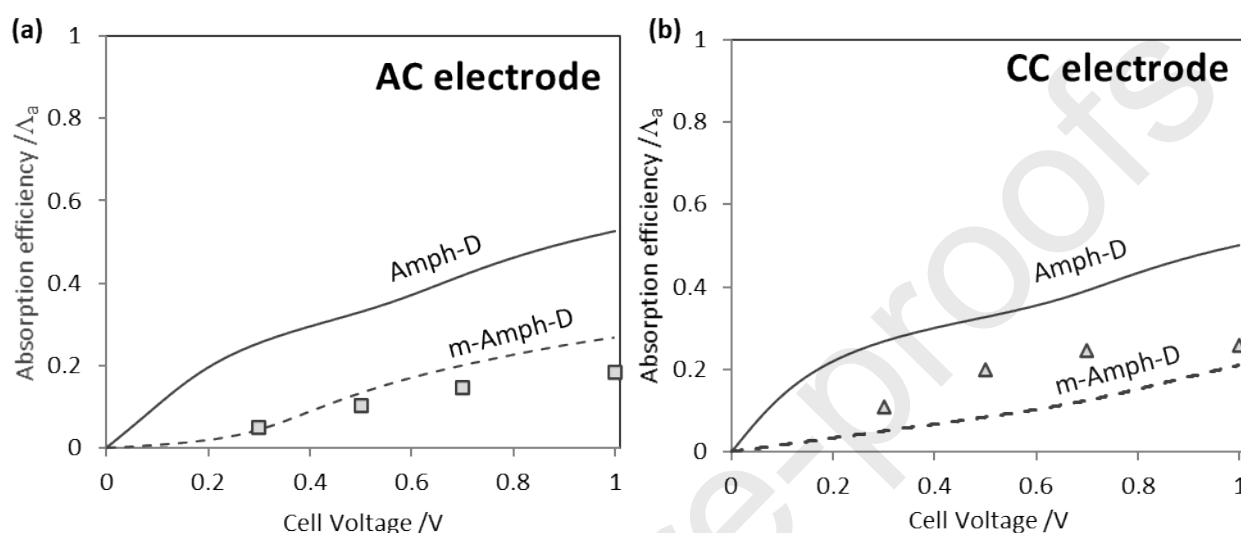 (a)
AC electrode
Absorption efficiency /Λa
1
0.8
0.6
0.4
0.2
0
Amph-D
m-Amph-D
0 0.2 0.4 0.6 0.8 1
Cell Voltage /V
(b)
CC electrode
Absorption efficiency /Λa
1
0.8
0.6
0.4
0.2
0
Amph-D
m-Amph-D
0 0.2 0.4 0.6 0.8 1
Cell Voltage /V
e-proofs